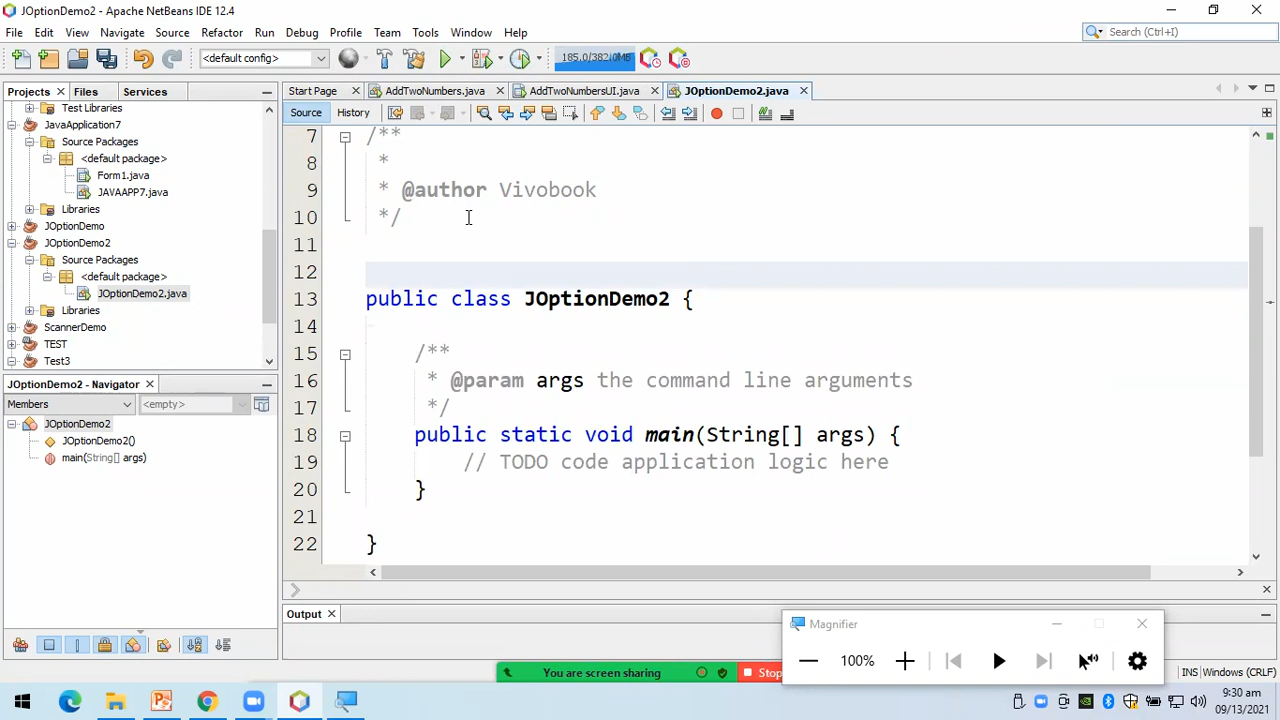 JOptionDemo2 - Apache NetBeans IDE 12.4
File Edit View Navigate Source Refactor Run Debug Profile Team Tools Window Help
Search (Ctrl+I)
<default config>
185.0/382.0MB
Projects Files Services
Start Page AddTwoNumbers.java AddTwoNumbersUI.java JOptionDemo2.java
Source History
Test Libraries
JavaApplication7
Source Packages
<default package>
Form1.java
JAVAAPP7.java
Libraries
JOptionDemo
JOptionDemo2
Source Packages
<default package>
JOptionDemo2.java
Libraries
ScannerDemo
TEST
Test3
JOptionDemo2 - Navigator
Members <empty>
JOptionDemo2
JOptionDemo2()
main(String[] args)
7 /**
8 *
9 * @author Vivobook
10 */
11
12
13 public class JOptionDemo2 {
14
15 /**
16 * @param args the command line arguments
17 */
18 public static void main(String[] args) {
19 // TODO code application logic here
20 }
21
22 }
Output
Magnifier
100%
You are screen sharing Stop
INS Windows (CRLF)
9:30 am
09/13/2021